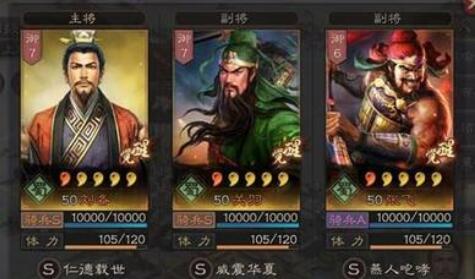 主将
副将
副将
御
7
御
7
御
6
觉醒
觉醒
觉醒
蜀
蜀
蜀
50 刘备
50 关羽
50 张飞
骑兵S 10000/10000
骑兵S 10000/10000
骑兵A 10000/10000
体力 105/120
体力 105/120
体力 105/120
S 仁德载世
S 威震华夏
S 燕人咆哮